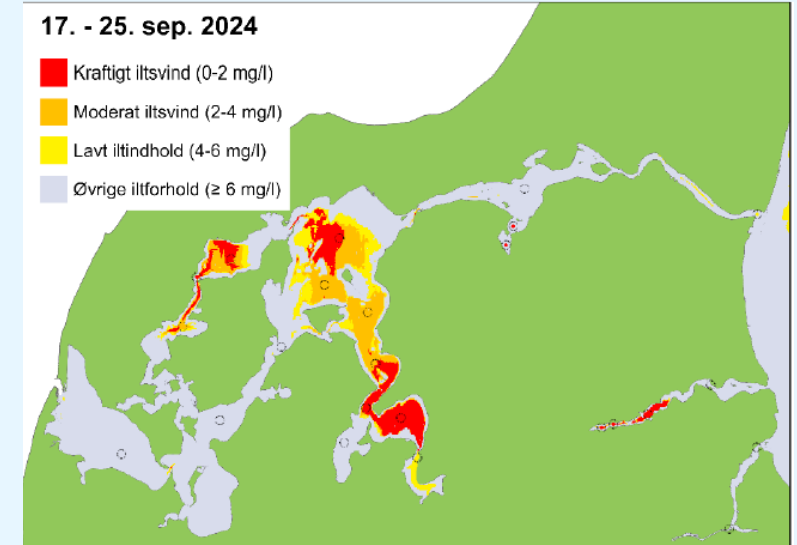 17. - 25. sep. 2024
Kraftigt iltsvind (0-2 mg/l)
Moderat iltsvind (2-4 mg/l)
Lavt iltindhold (4-6 mg/l)
Øvrige iltforhold (≥ 6 mg/l)